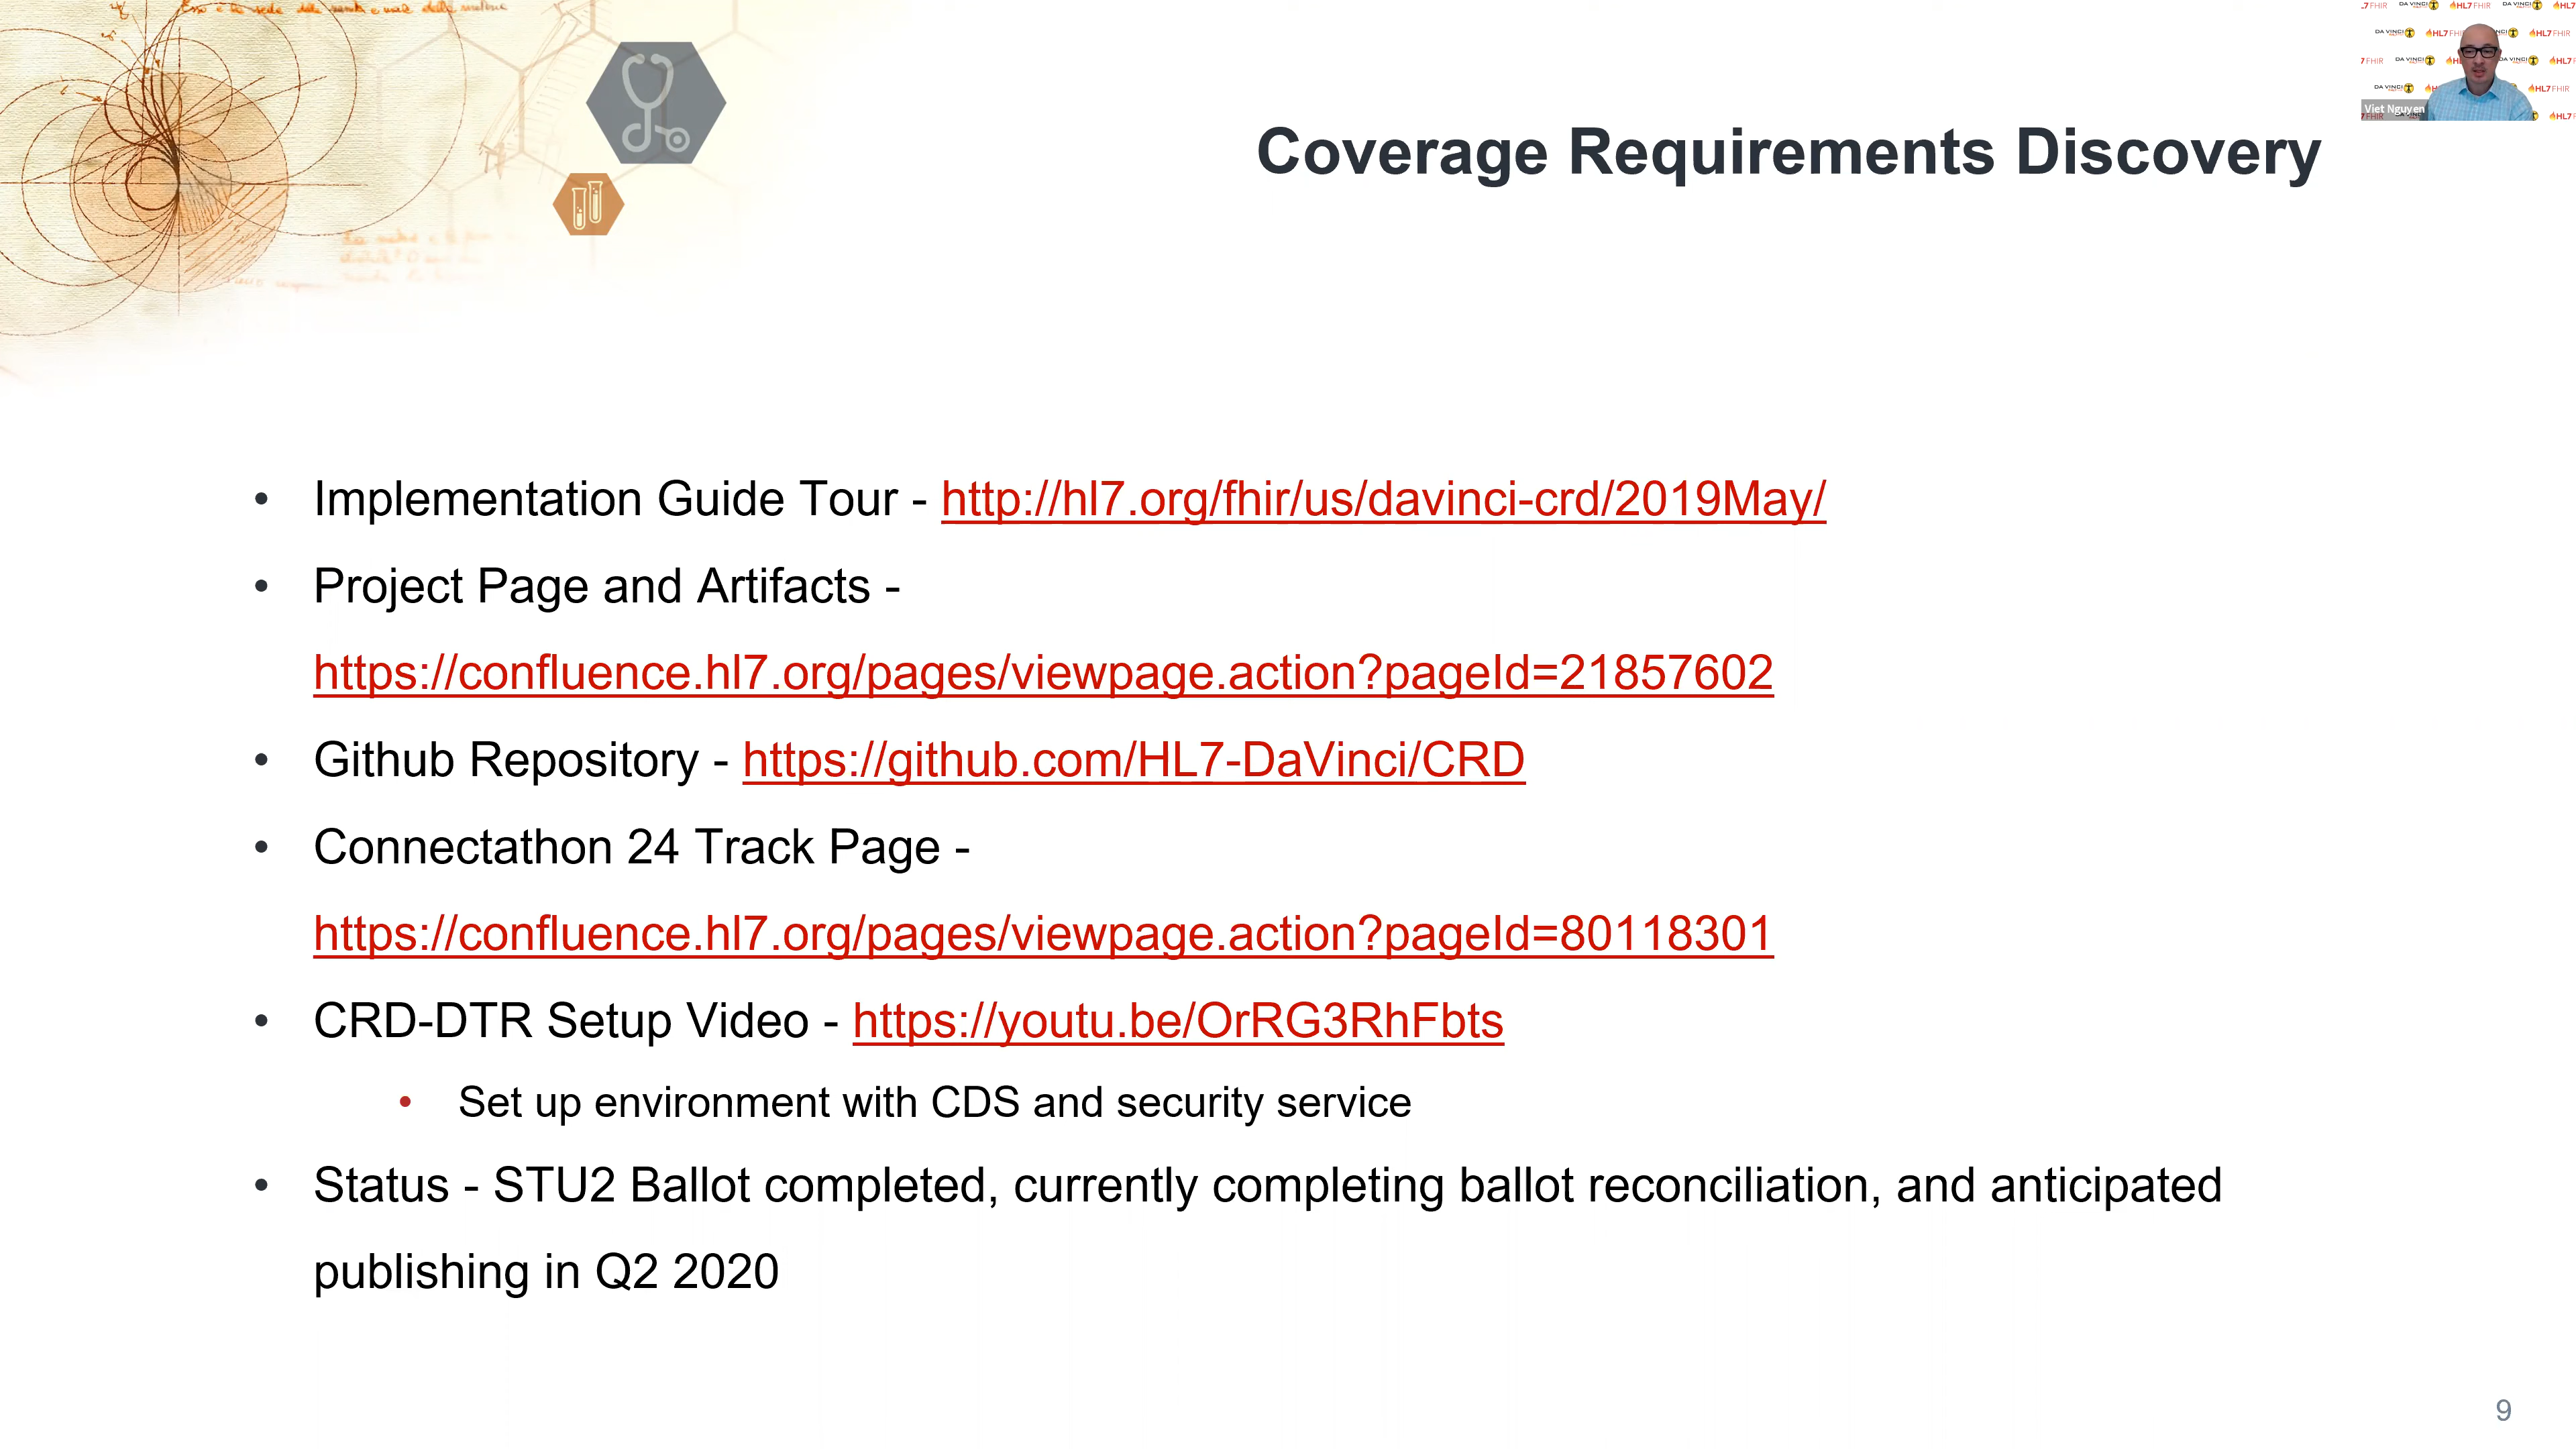 Coverage Requirements Discovery
Viet Nguyen
• Implementation Guide Tour - http://hl7.org/fhir/us/davinci-crd/2019May/
• Project Page and Artifacts -
https://confluence.hl7.org/pages/viewpage.action?pageId=21857602
• Github Repository - https://github.com/HL7-DaVinci/CRD
• Connectathon 24 Track Page -
https://confluence.hl7.org/pages/viewpage.action?pageId=80118301
• CRD-DTR Setup Video - https://youtu.be/OrRG3RhFbts
• Set up environment with CDS and security service
• Status - STU2 Ballot completed, currently completing ballot reconciliation, and anticipated
publishing in Q2 2020
9